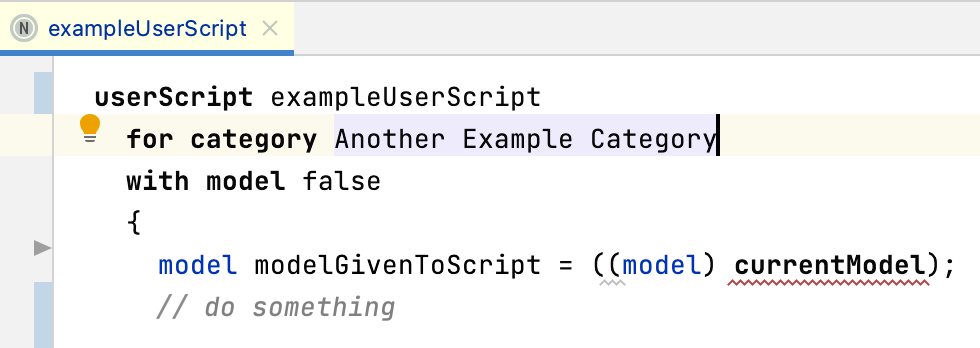 N exampleUserScript
userScript exampleUserScript
for category Another Example Category
with model false
{
model modelGivenToScript = ((model) currentModel);
// do something